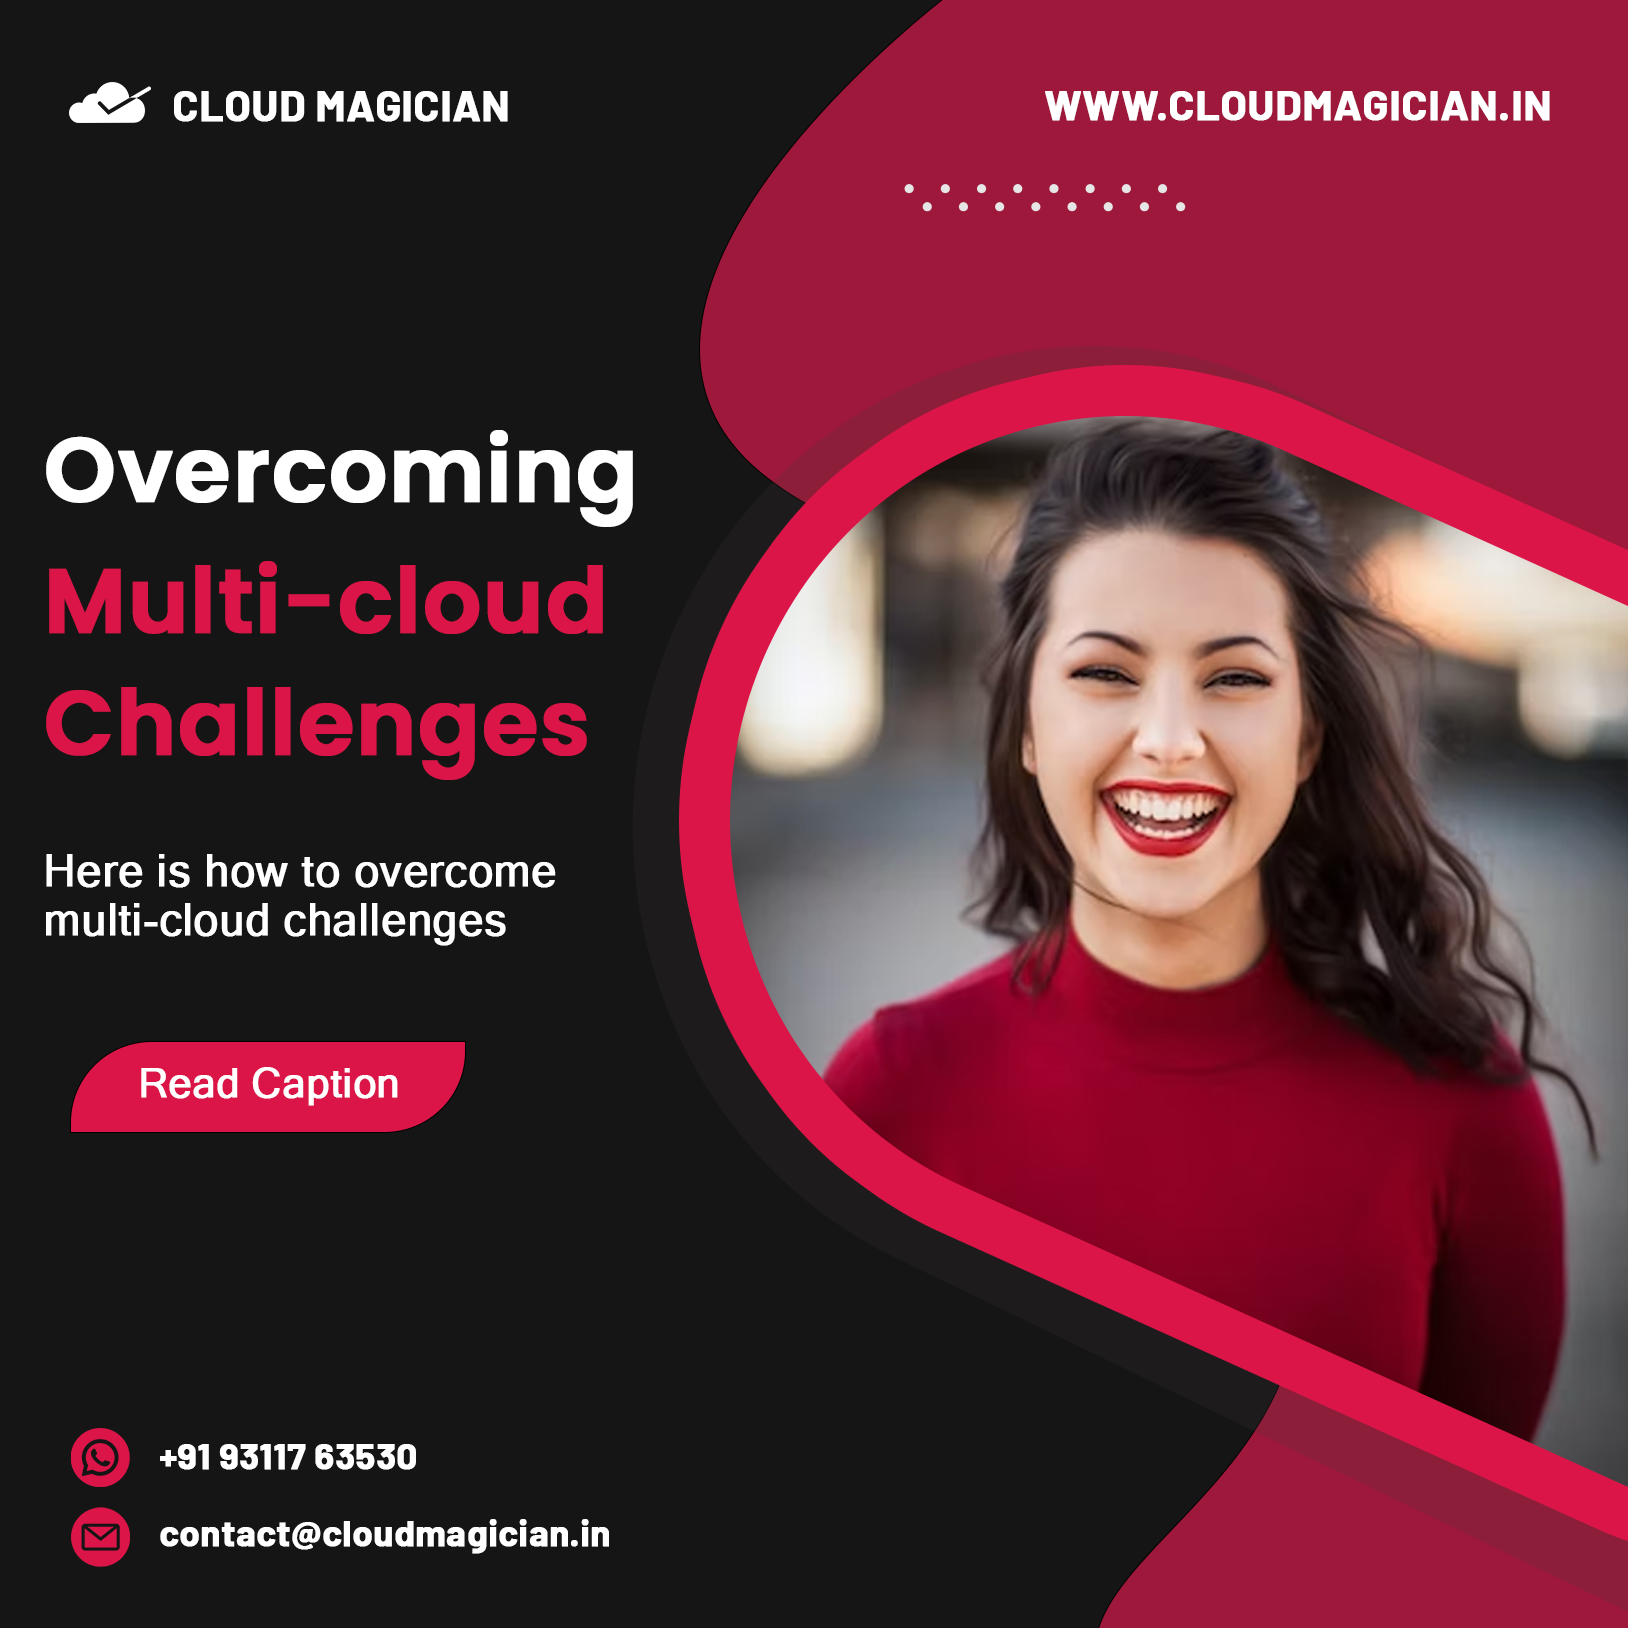 CLOUD MAGICIAN
WWW.CLOUDMAGICIAN.IN
Overcoming
Multi-cloud
Challenges
Here is how to overcome
multi-cloud challenges
Read Caption
+91 93117 63530
contact@cloudmagician.in